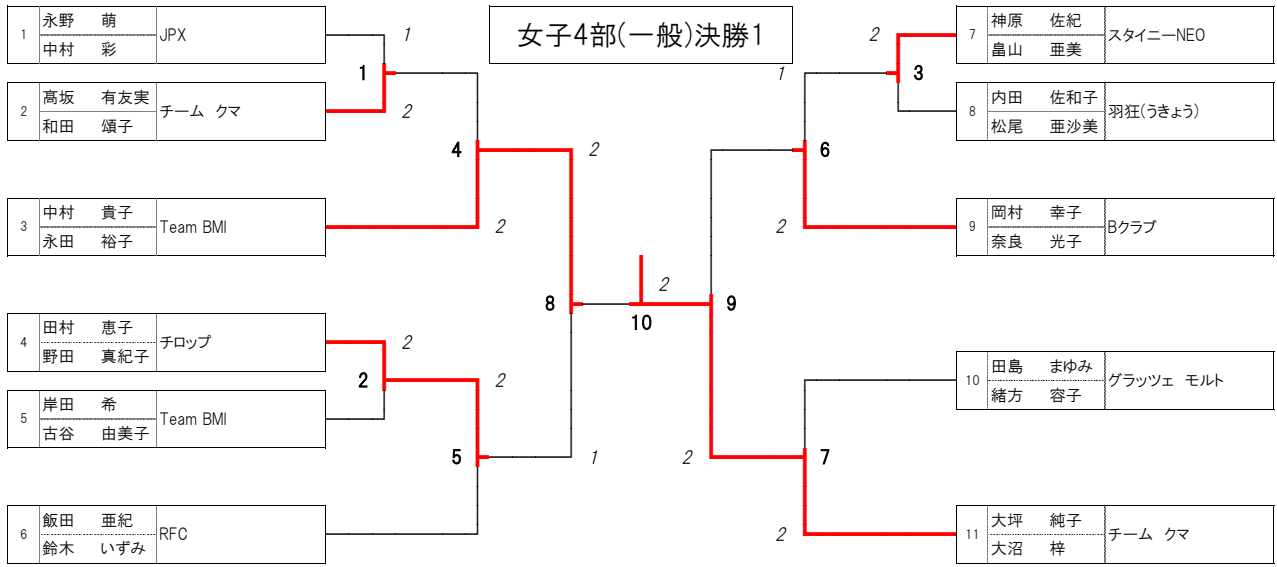 女子4部(一般)決勝1
1
永野 萌
中村 彩
JPX
1
1
2
髙坂 有友実
和田 頌子
チーム クマ
2
4
2
3
中村 貴子
永田 裕子
Team BMI
2
8
4
田村 恵子
野田 真紀子
チロップ
2
2
2
5
岸田 希
古谷 由美子
Team BMI
5
1
6
飯田 亜紀
鈴木 いずみ
RFC
2
10
7
神原 佐紀
畠山 亜美
スタイニーNEO
2
3
1
8
内田 佐和子
松尾 亜沙美
羽狂(うきょう)
6
9
岡村 幸子
奈良 光子
Bクラブ
2
9
10
田島 まゆみ
緒方 容子
グラッツェ モルト
2
7
11
大坪 純子
大沼 梓
チーム クマ
2